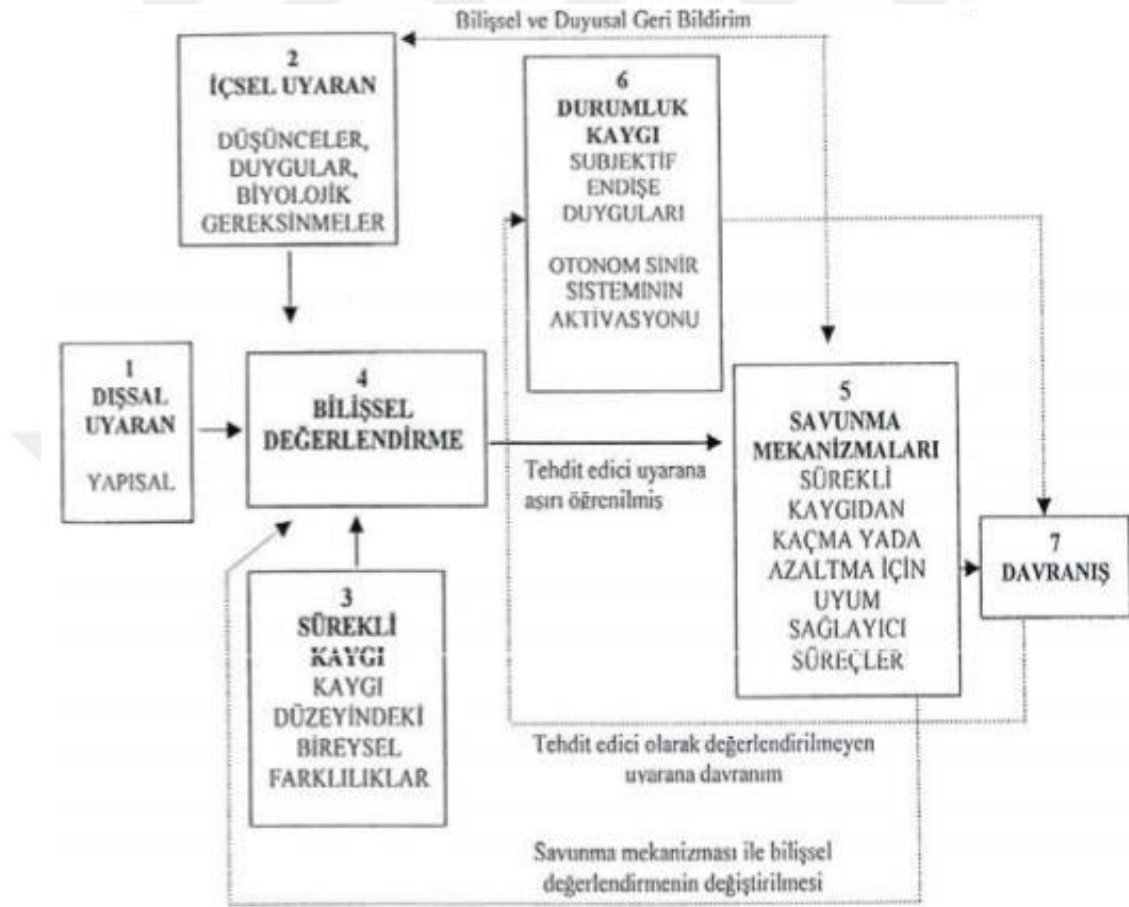 Bilişsel ve Duyusal Geri Bildirim
2
İÇSEL UYARAN
DÜŞÜNCELER,
DUYGULAR,
BİYOLOJİK
GEREKSİNMELER
6
DURUMLUK
KAYGI
SUBJEKTİF
ENDİŞE
DUYGULARI
OTONOM SİNİR
SISTEMININ
AKTİVASYONU
1
DIŞSAL
UYARAN
YAPISAL
4
BİLİŞSEL
DEĞERLENDİRME
Tehdit edici uyarana
aşırı öğrenilmiş
5
SAVUNMA
MEKANİZMALARI
SÜREKLİ
KAYGIDAN
KAÇMA YADA
AZALTMA İÇİN
UYUM
SAĞLAYICI
SÜREÇLER
7
DAVRANIŞ
3
SÜREKLİ
KAYGI
KAYGI
DÜZEYİNDEKİ
BİREYSEL
FARKLILIKLAR
Tehdit edici olarak değerlendirilmeyen
uyarana davranım
Savunma mekanizması ile bilişsel
değerlendirmenin değiştirilmesi